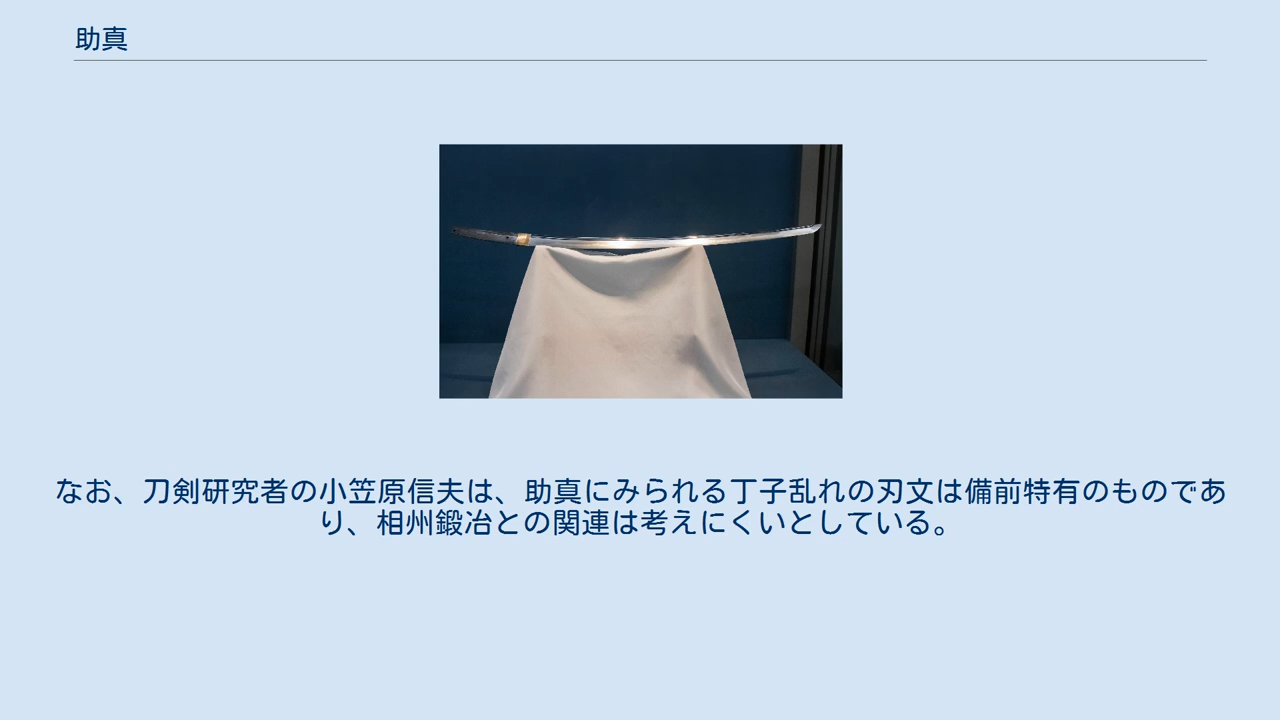 助真
なお、刀剣研究者の小笠原信夫は、助真にみられる丁子乱れの刃文は備前特有のものであ
り、相州鍛冶との関連は考えにくいとしている。